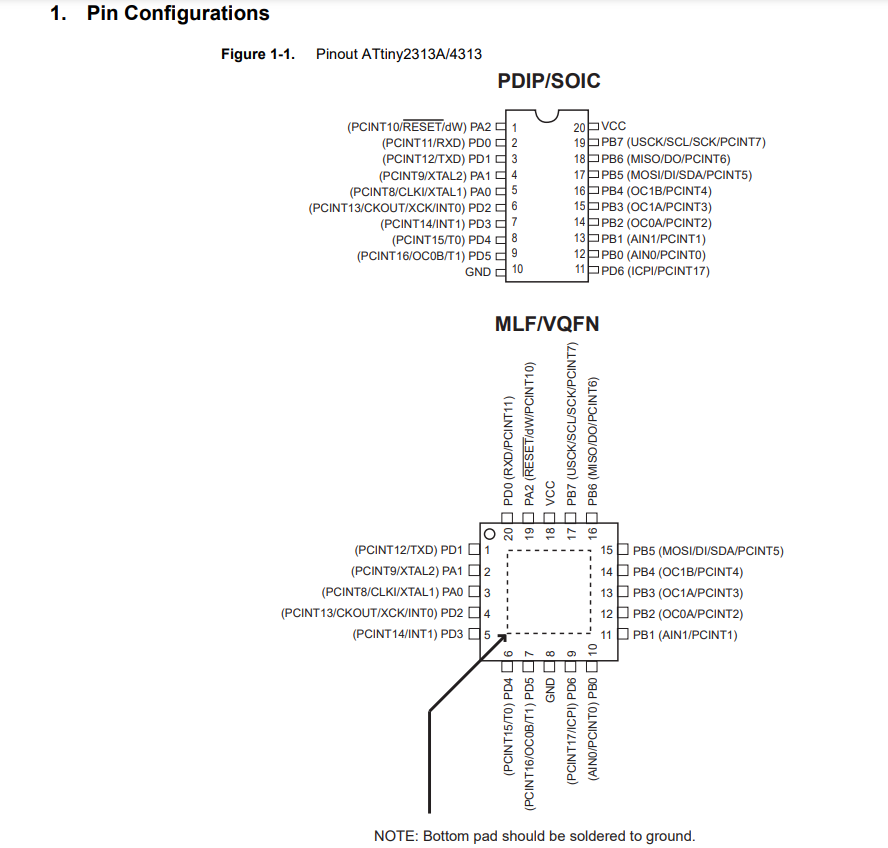 1. Pin Configurations
Figure 1-1. Pinout ATtiny2313A/4313
PDIP/SOIC
(PCINT10/RESET/dW) PA2 1 20 VCC
(PCINT11/RXD) PD0 2 19 PB7 (USCK/SCL/SCK/PCINT7)
(PCINT12/TXD) PD1 3 18 PB6 (MISO/DO/PCINT6)
(PCINT9/XTAL2) PA1 4 17 PB5 (MOSI/DI/SDA/PCINT5)
(PCINT8/CLKI/XTAL1) PA0 5 16 PB4 (OC1B/PCINT4)
(PCINT13/CKOUT/XCK/INT0) PD2 6 15 PB3 (OC1A/PCINT3)
(PCINT14/INT1) PD3 7 14 PB2 (OC0A/PCINT2)
(PCINT15/T0) PD4 8 13 PB1 (AIN1/PCINT1)
(PCINT16/OC0B/T1) PD5 9 12 PB0 (AIN0/PCINT0)
GND 10 11 PD6 (ICPI/PCINT17)
MLF/VQFN
20 PD0 (RXD/PCINT11)
19 PA2 (RESET/dW/PCINT10)
18 VCC
17 PB7 (USCK/SCL/SCK/PCINT7)
16 PB6 (MISO/DO/PCINT6)
(PCINT12/TXD) PD1 1 15 PB5 (MOSI/DI/SDA/PCINT5)
(PCINT9/XTAL2) PA1 2 14 PB4 (OC1B/PCINT4)
(PCINT8/CLKI/XTAL1) PA0 3 13 PB3 (OC1A/PCINT3)
(PCINT13/CKOUT/XCK/INT0) PD2 4 12 PB2 (OC0A/PCINT2)
(PCINT14/INT1) PD3 5 11 PB1 (AIN1/PCINT1)
(PCINT15/T0) PD4 6
(PCINT16/OC0B/T1) PD5 7
GND 8
(PCINT17/ICPI) PD6 9
(AIN0/PCINT0) PB0 10
NOTE: Bottom pad should be soldered to ground.